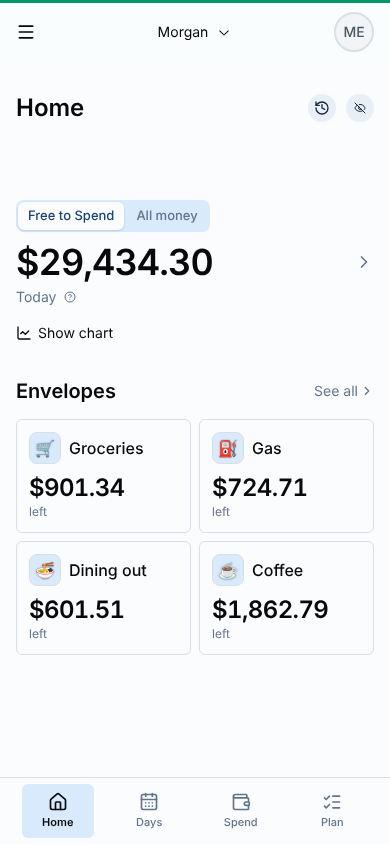 Morgan
ME
Home
Free to Spend
All money
$29,434.30
Today
Show chart
Envelopes
See all
Groceries
$901.34
left
Gas
$724.71
left
Dining out
$601.51
left
Coffee
$1,862.79
left
Home
Days
Spend
Plan